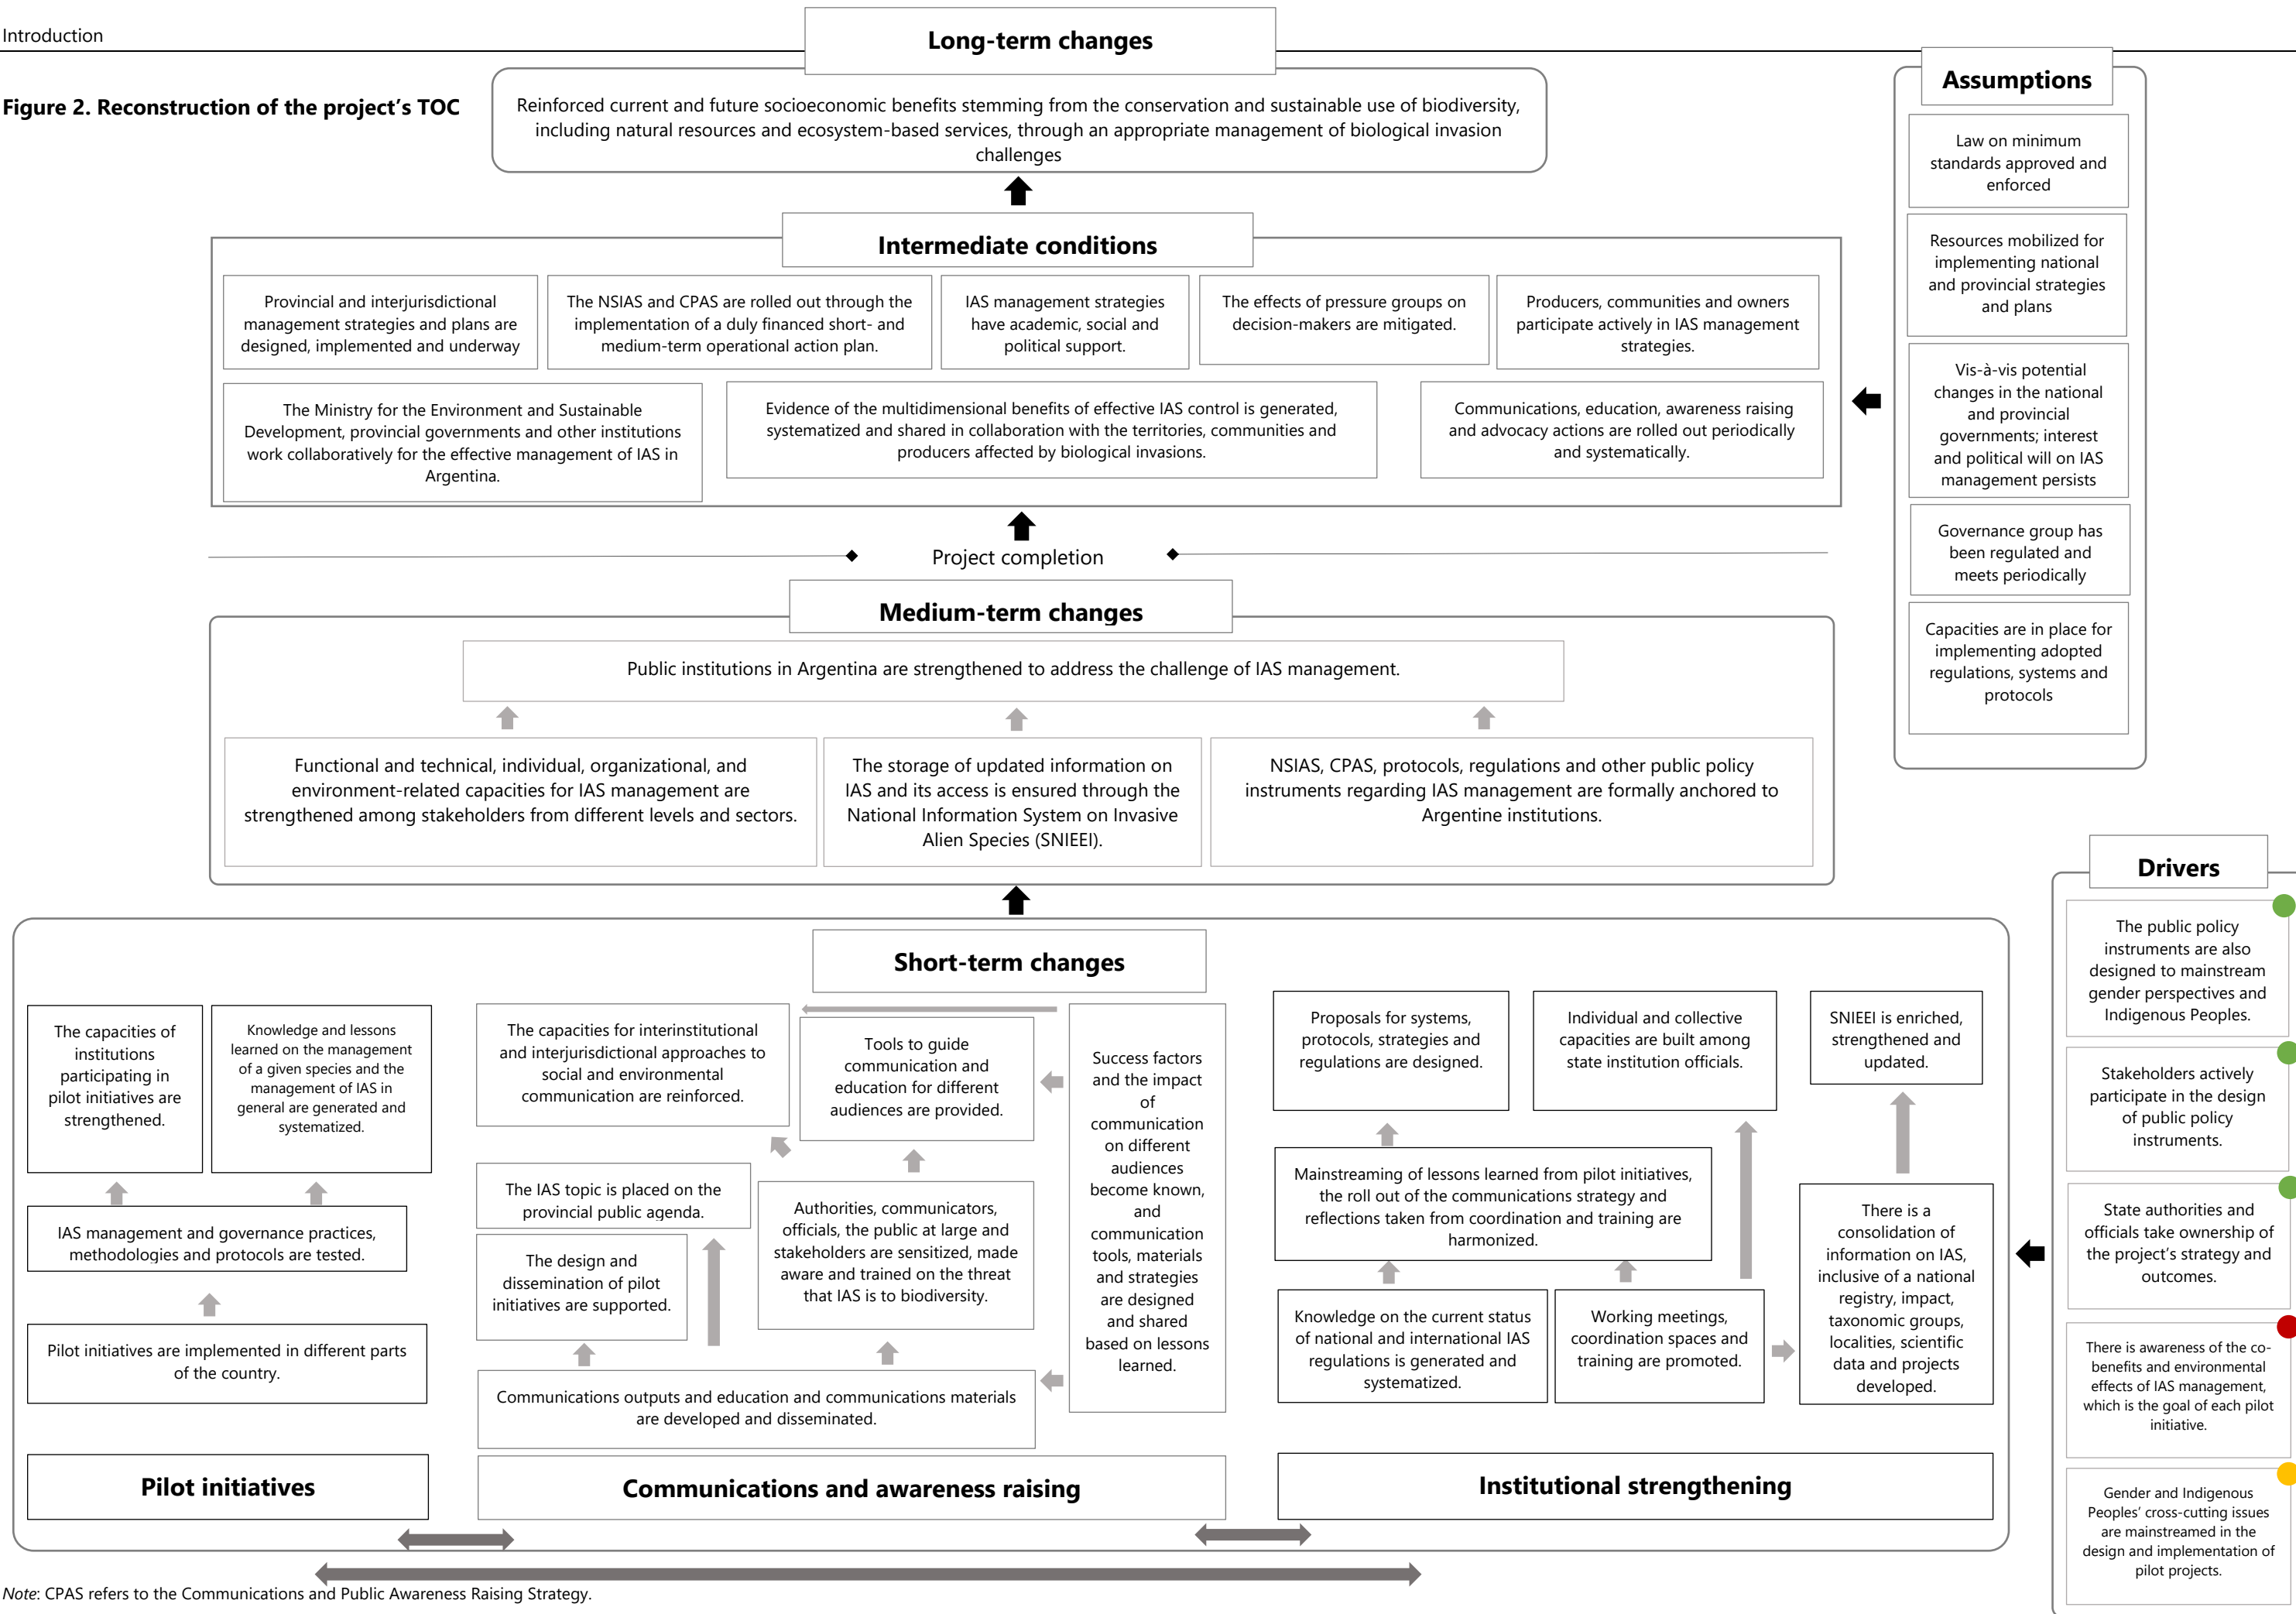 Introduction
Long-term changes
Figure 2. Reconstruction of the project’s TOC
Reinforced current and future socioeconomic benefits stemming from the conservation and sustainable use of biodiversity,
including natural resources and ecosystem-based services, through an appropriate management of biological invasion
challenges
Assumptions
Law on minimum
standards approved and
enforced
Resources mobilized for
implementing national
and provincial strategies
and plans
Vis-à-vis potential
changes in the national
and provincial
governments; interest
and political will on IAS
management persists
Governance group has
been regulated and
meets periodically
Capacities are in place for
implementing adopted
regulations, systems and
protocols
Intermediate conditions
Provincial and interjurisdictional
management strategies and plans are
designed, implemented and underway
The NSIAS and CPAS are rolled out through the
implementation of a duly financed short- and
medium-term operational action plan.
IAS management strategies
have academic, social and
political support.
The effects of pressure groups on
decision-makers are mitigated.
Producers, communities and owners
participate actively in IAS management
strategies.
The Ministry for the Environment and Sustainable
Development, provincial governments and other institutions
work collaboratively for the effective management of IAS in
Argentina.
Evidence of the multidimensional benefits of effective IAS control is generated,
systematized and shared in collaboration with the territories, communities and
producers affected by biological invasions.
Communications, education, awareness raising
and advocacy actions are rolled out periodically
and systematically.
Project completion
Medium-term changes
Public institutions in Argentina are strengthened to address the challenge of IAS management.
Functional and technical, individual, organizational, and
environment-related capacities for IAS management are
strengthened among stakeholders from different levels and sectors.
The storage of updated information on
IAS and its access is ensured through the
National Information System on Invasive
Alien Species (SNIEEI).
NSIAS, CPAS, protocols, regulations and other public policy
instruments regarding IAS management are formally anchored to
Argentine institutions.
Drivers
The public policy
instruments are also
designed to mainstream
gender perspectives and
Indigenous Peoples.
Stakeholders actively
participate in the design
of public policy
instruments.
State authorities and
officials take ownership of
the project’s strategy and
outcomes.
There is awareness of the co-
benefits and environmental
effects of IAS management,
which is the goal of each pilot
initiative.
Gender and Indigenous
Peoples’ cross-cutting issues
are mainstreamed in the
design and implementation of
pilot projects.
Short-term changes
The capacities of
institutions
participating in
pilot initiatives are
strengthened.
Knowledge and lessons
learned on the management
of a given species and the
management of IAS in
general are generated and
systematized.
IAS management and governance practices,
methodologies and protocols are tested.
Pilot initiatives are implemented in different parts
of the country.
Pilot initiatives
The capacities for interinstitutional
and interjurisdictional approaches to
social and environmental
communication are reinforced.
Tools to guide
communication and
education for different
audiences are provided.
Success factors
and the impact
of
communication
on different
audiences
become known,
and
communication
tools, materials
and strategies
are designed
and shared
based on lessons
learned.
The IAS topic is placed on the
provincial public agenda.
The design and
dissemination of pilot
initiatives are supported.
Authorities, communicators,
officials, the public at large and
stakeholders are sensitized, made
aware and trained on the threat
that IAS is to biodiversity.
Communications outputs and education and communications materials
are developed and disseminated.
Communications and awareness raising
Proposals for systems,
protocols, strategies and
regulations are designed.
Individual and collective
capacities are built among
state institution officials.
SNIEEI is enriched,
strengthened and
updated.
Mainstreaming of lessons learned from pilot initiatives,
the roll out of the communications strategy and
reflections taken from coordination and training are
harmonized.
Knowledge on the current status
of national and international IAS
regulations is generated and
systematized.
Working meetings,
coordination spaces and
training are promoted.
There is a
consolidation of
information on IAS,
inclusive of a national
registry, impact,
taxonomic groups,
localities, scientific
data and projects
developed.
Institutional strengthening
Note: CPAS refers to the Communications and Public Awareness Raising Strategy.